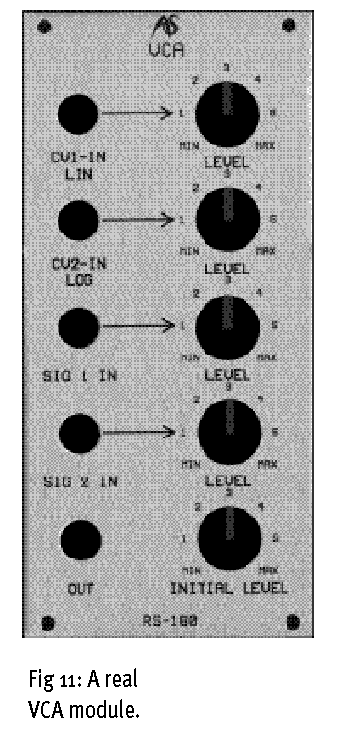 AS
VCA
3
2 4
1 5
MIN MAX
CV1-IN
LIN
LEVEL
3
2 4
1 5
MIN MAX
CV2-IN
LOG
LEVEL
3
2 4
1 5
MIN MAX
SIG 1 IN
LEVEL
3
2 4
1 5
MIN MAX
SIG 2 IN
LEVEL
3
2 4
1 5
MIN MAX
OUT
INITIAL LEVEL
RS-180
Fig 11: A real
VCA module.